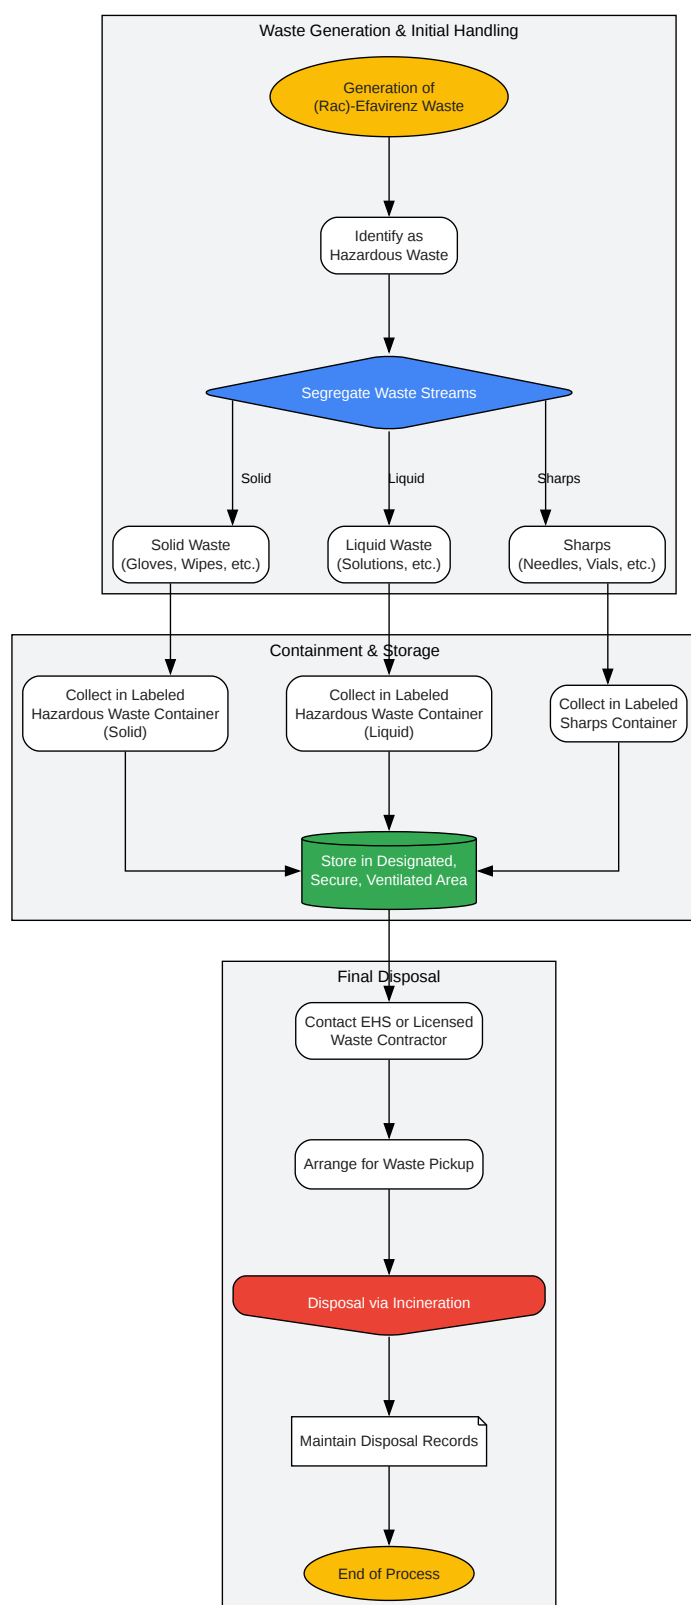 Waste Generation & Initial Handling
Generation of
(Rac)-Efavirenz Waste
Identify as
Hazardous Waste
Segregate Waste Streams
Solid
Liquid
Sharps
Solid Waste
(Gloves, Wipes, etc.)
Liquid Waste
(Solutions, etc.)
Sharps
(Needles, Vials, etc.)
Containment & Storage
Collect in Labeled
Hazardous Waste Container
(Solid)
Collect in Labeled
Hazardous Waste Container
(Liquid)
Collect in Labeled
Sharps Container
Store in Designated,
Secure, Ventilated Area
Final Disposal
Contact EHS or Licensed
Waste Contractor
Arrange for Waste Pickup
Disposal via Incineration
Maintain Disposal Records
End of Process